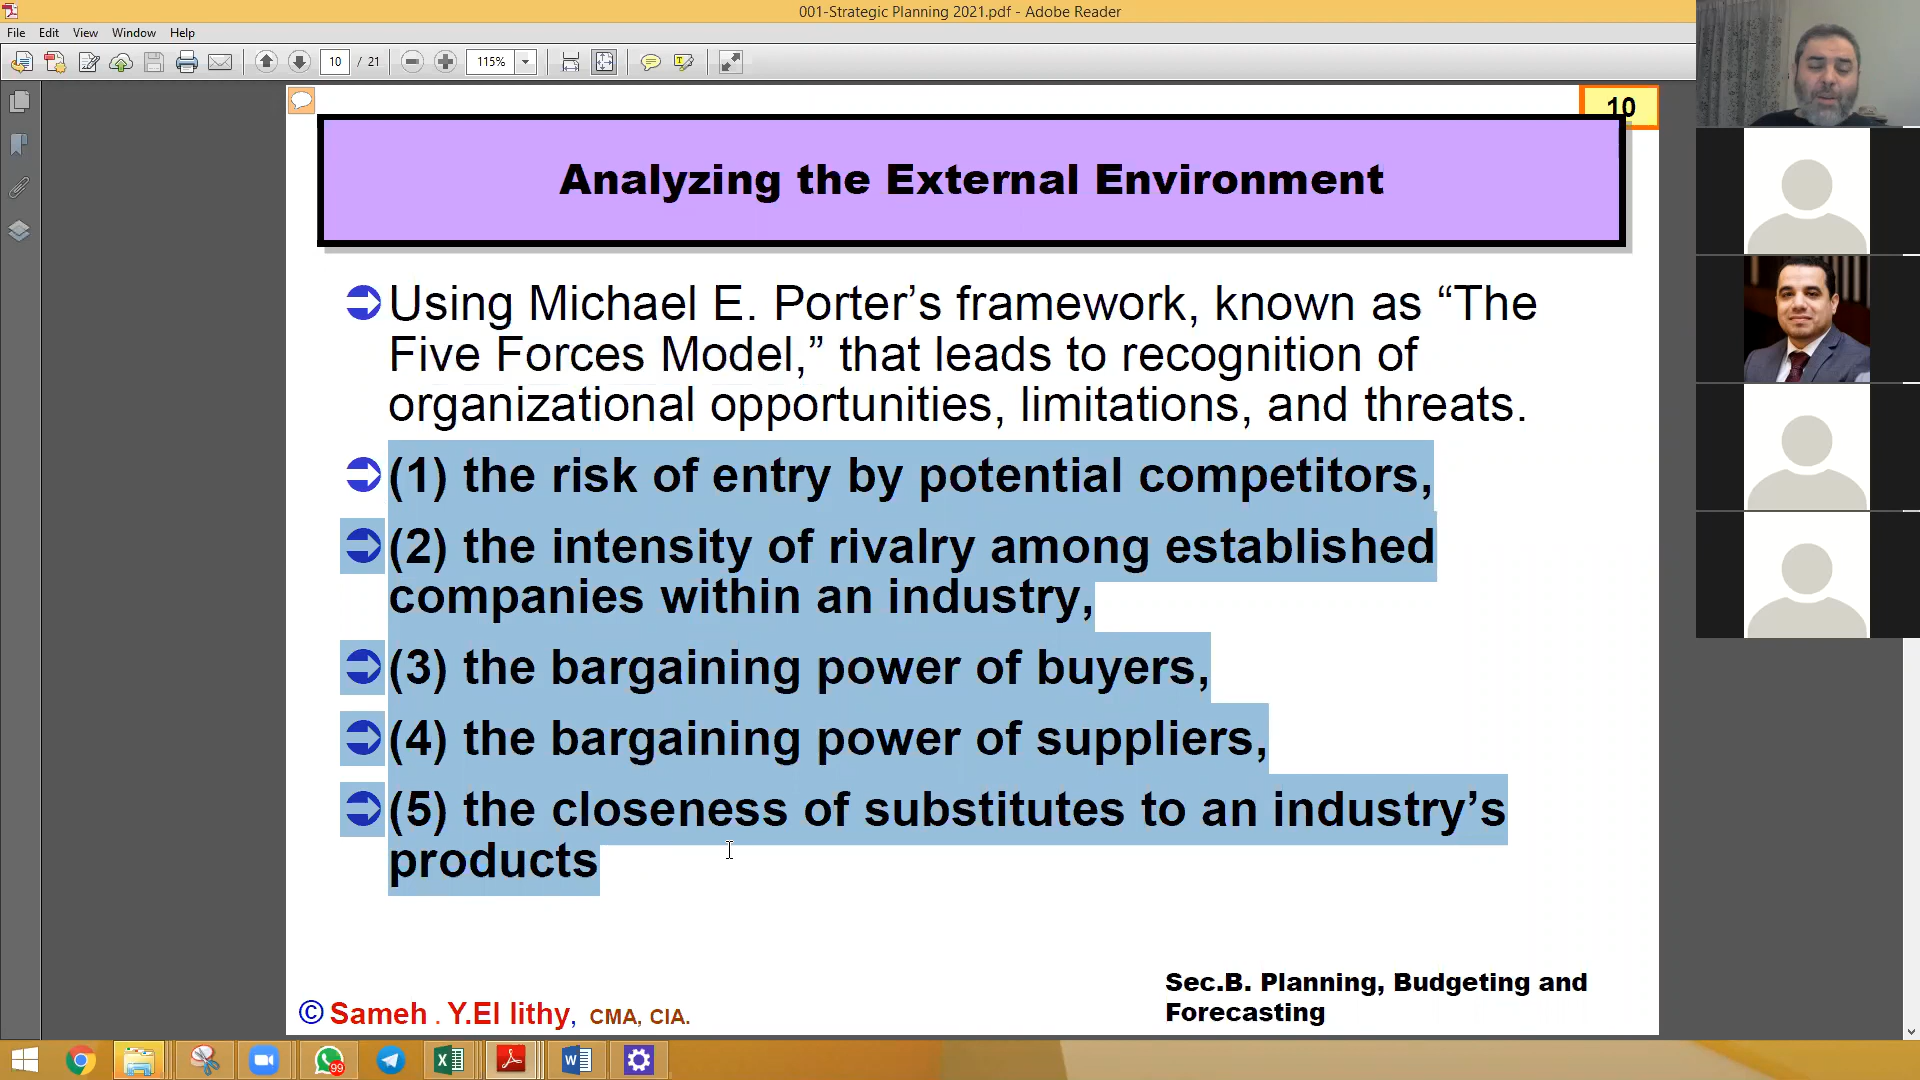 001-Strategic Planning 2021.pdf - Adobe Reader
File Edit View Window Help
10 / 21 115%
10
Analyzing the External Environment
Using Michael E. Porter’s framework, known as “The
Five Forces Model,” that leads to recognition of
organizational opportunities, limitations, and threats.
(1) the risk of entry by potential competitors,
(2) the intensity of rivalry among established
companies within an industry,
(3) the bargaining power of buyers,
(4) the bargaining power of suppliers,
(5) the closeness of substitutes to an industry’s
products
Sec.B. Planning, Budgeting and
Forecasting
© Sameh . Y.El lithy, CMA, CIA.
99